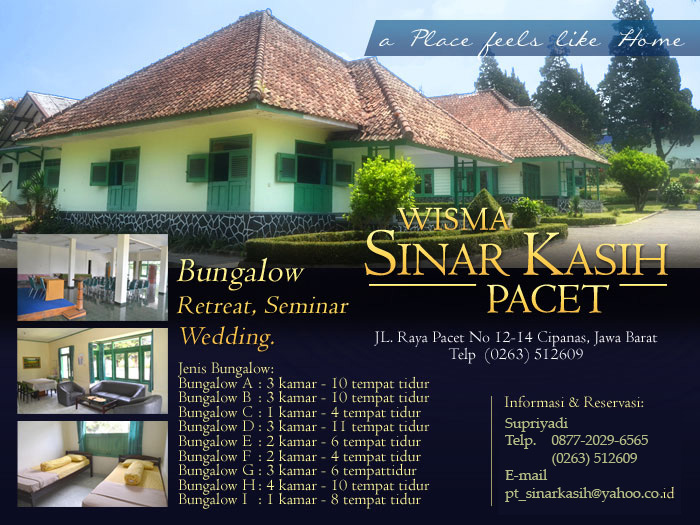 a Place feels like Home
WISMA
SINAR KASIH
PACET
JL. Raya Pacet No 12-14 Cipanas, Jawa Barat
Telp (0263) 512609
Bungalow
Retreat, Seminar
Wedding.
Jenis Bungalow:
Bungalow A : 3 kamar - 10 tempat tidur
Bungalow B : 3 kamar - 10 tempat tidur
Bungalow C : 1 kamar - 4 tempat tidur
Bungalow D : 3 kamar - 11 tempat tidur
Bungalow E : 2 kamar - 6 tempat tidur
Bungalow F : 2 kamar - 4 tempat tidur
Bungalow G : 3 kamar - 6 tempattidur
Bungalow H : 4 kamar - 10 tempat tidur
Bungalow I : 1 kamar - 8 tempat tidur
Informasi & Reservasi:
Supriyadi
Telp. 0877-2029-6565
(0263) 512609
E-mail
pt_sinarkasih@yahoo.co.id